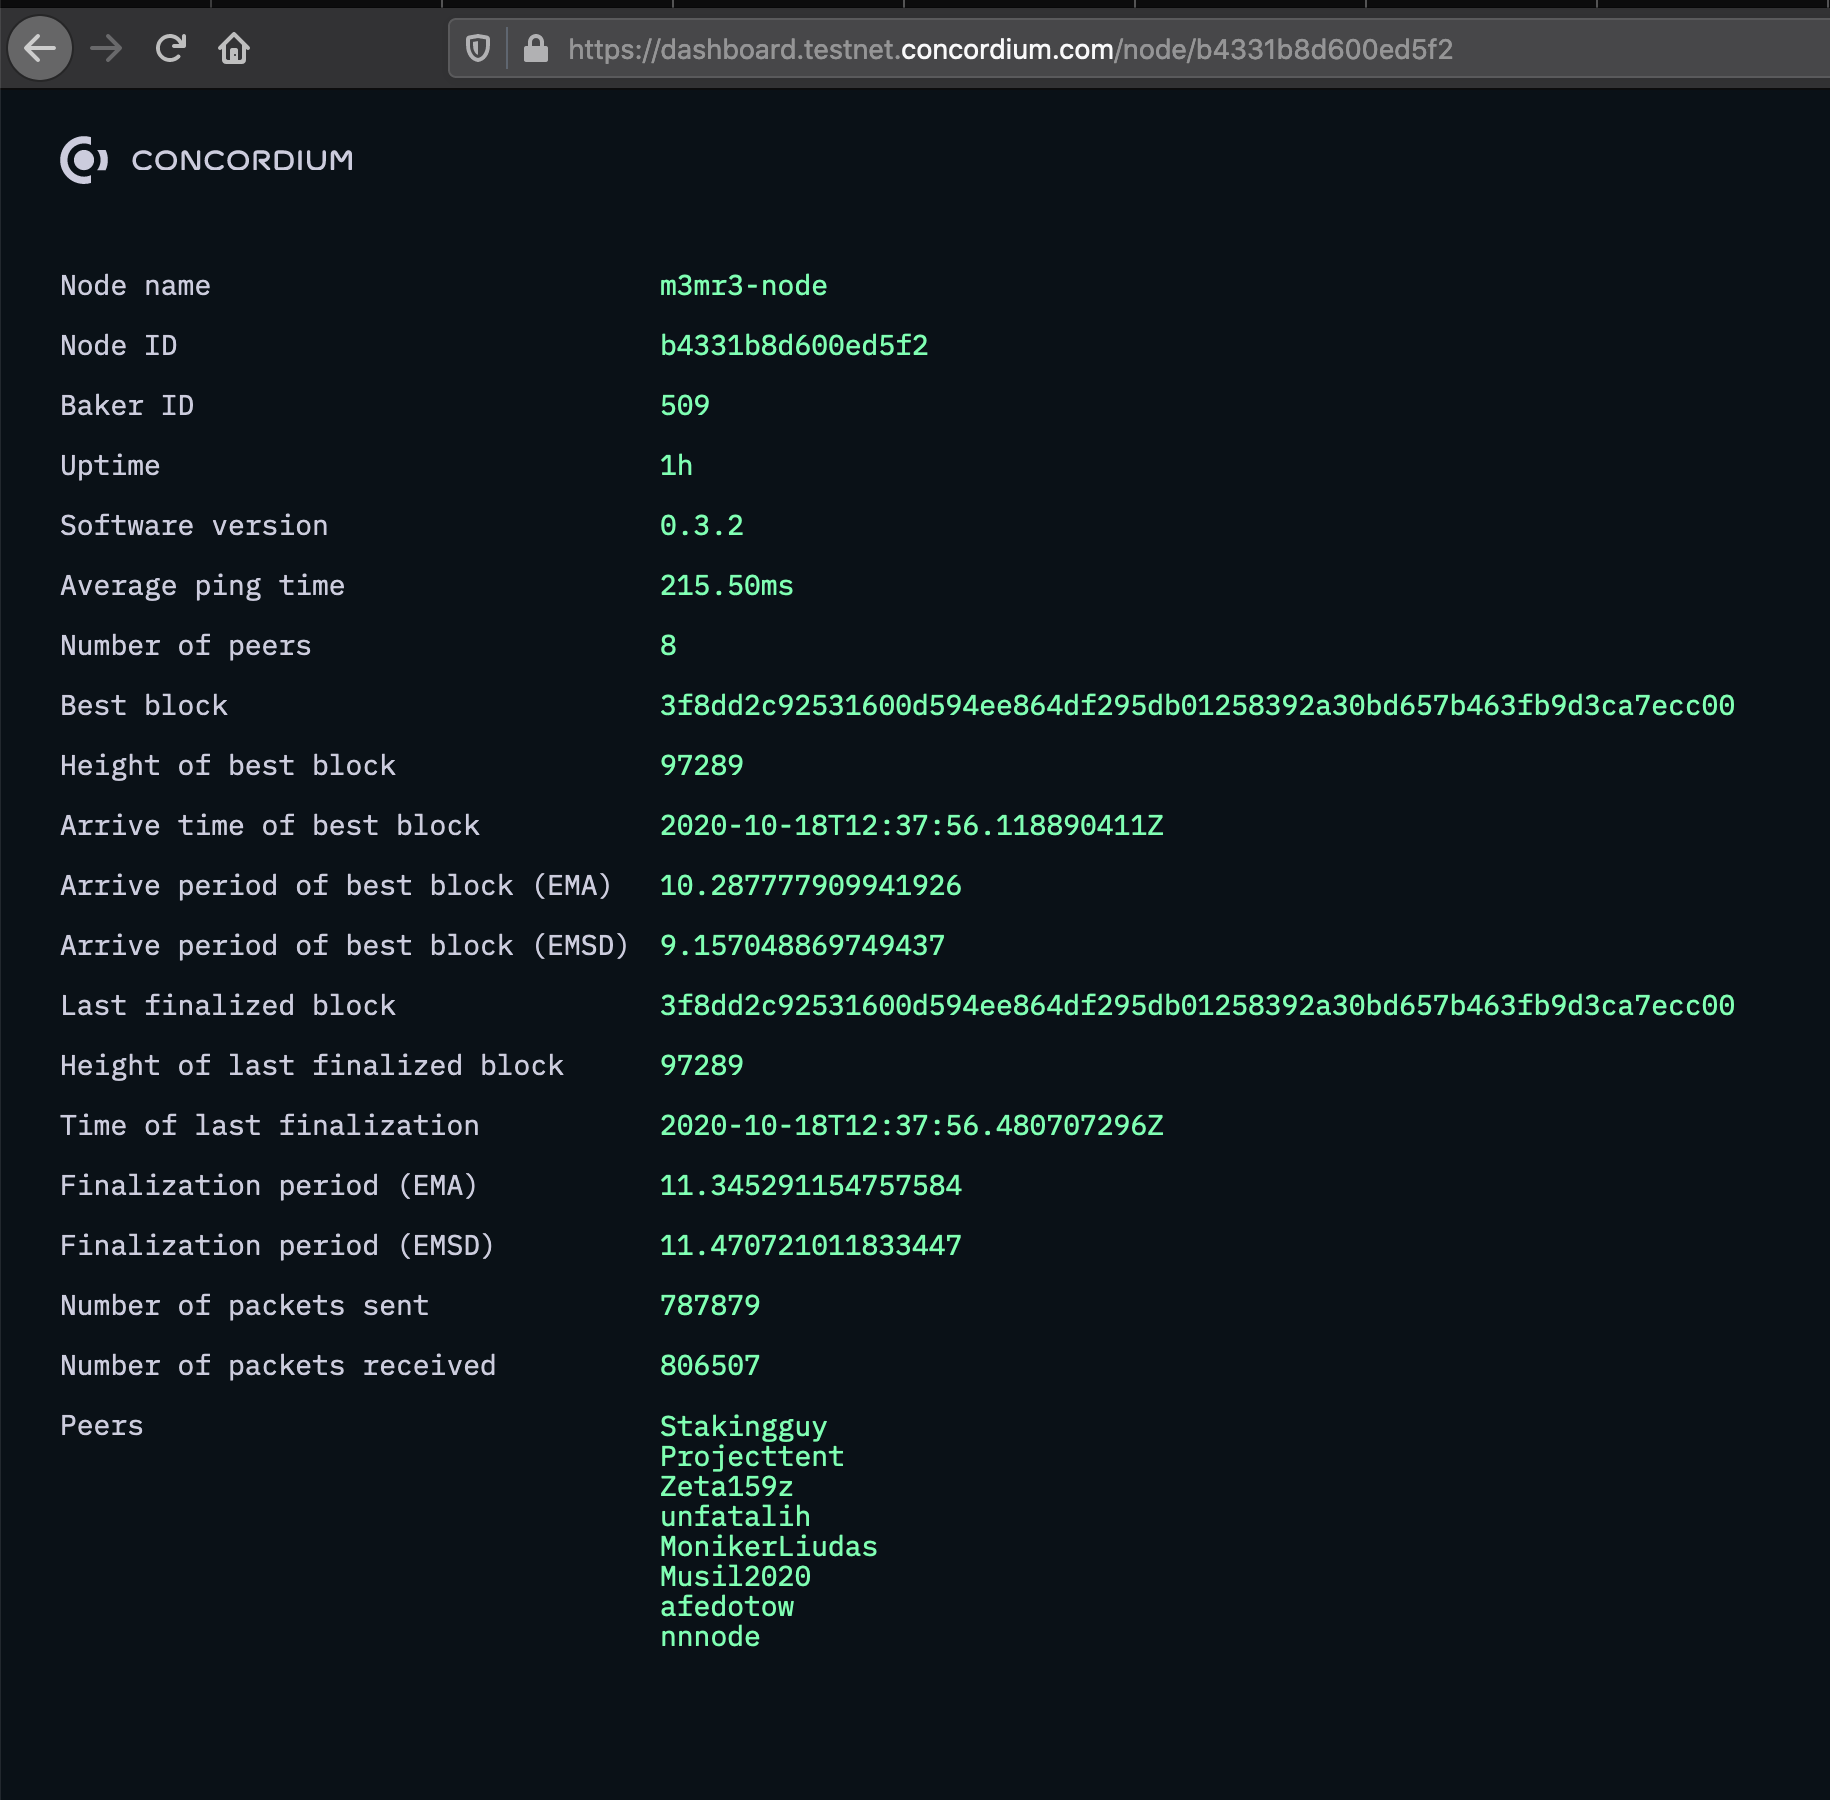 https://dashboard.testnet.concordium.com/node/b4331b8d600ed5f2
CONCORDIUM
Node name m3mr3-node
Node ID b4331b8d600ed5f2
Baker ID 509
Uptime 1h
Software version 0.3.2
Average ping time 215.50ms
Number of peers 8
Best block 3f8dd2c92531600d594ee864df295db01258392a30bd657b463fb9d3ca7ecc00
Height of best block 97289
Arrive time of best block 2020-10-18T12:37:56.118890411Z
Arrive period of best block (EMA) 10.287777909941926
Arrive period of best block (EMSD) 9.157048869749437
Last finalized block 3f8dd2c92531600d594ee864df295db01258392a30bd657b463fb9d3ca7ecc00
Height of last finalized block 97289
Time of last finalization 2020-10-18T12:37:56.480707296Z
Finalization period (EMA) 11.345291154757584
Finalization period (EMSD) 11.470721011833447
Number of packets sent 787879
Number of packets received 806507
Peers Stakingguy
Projecttent
Zeta159z
unfatalih
MonikerLiudas
Musil2020
afedotow
nnnode